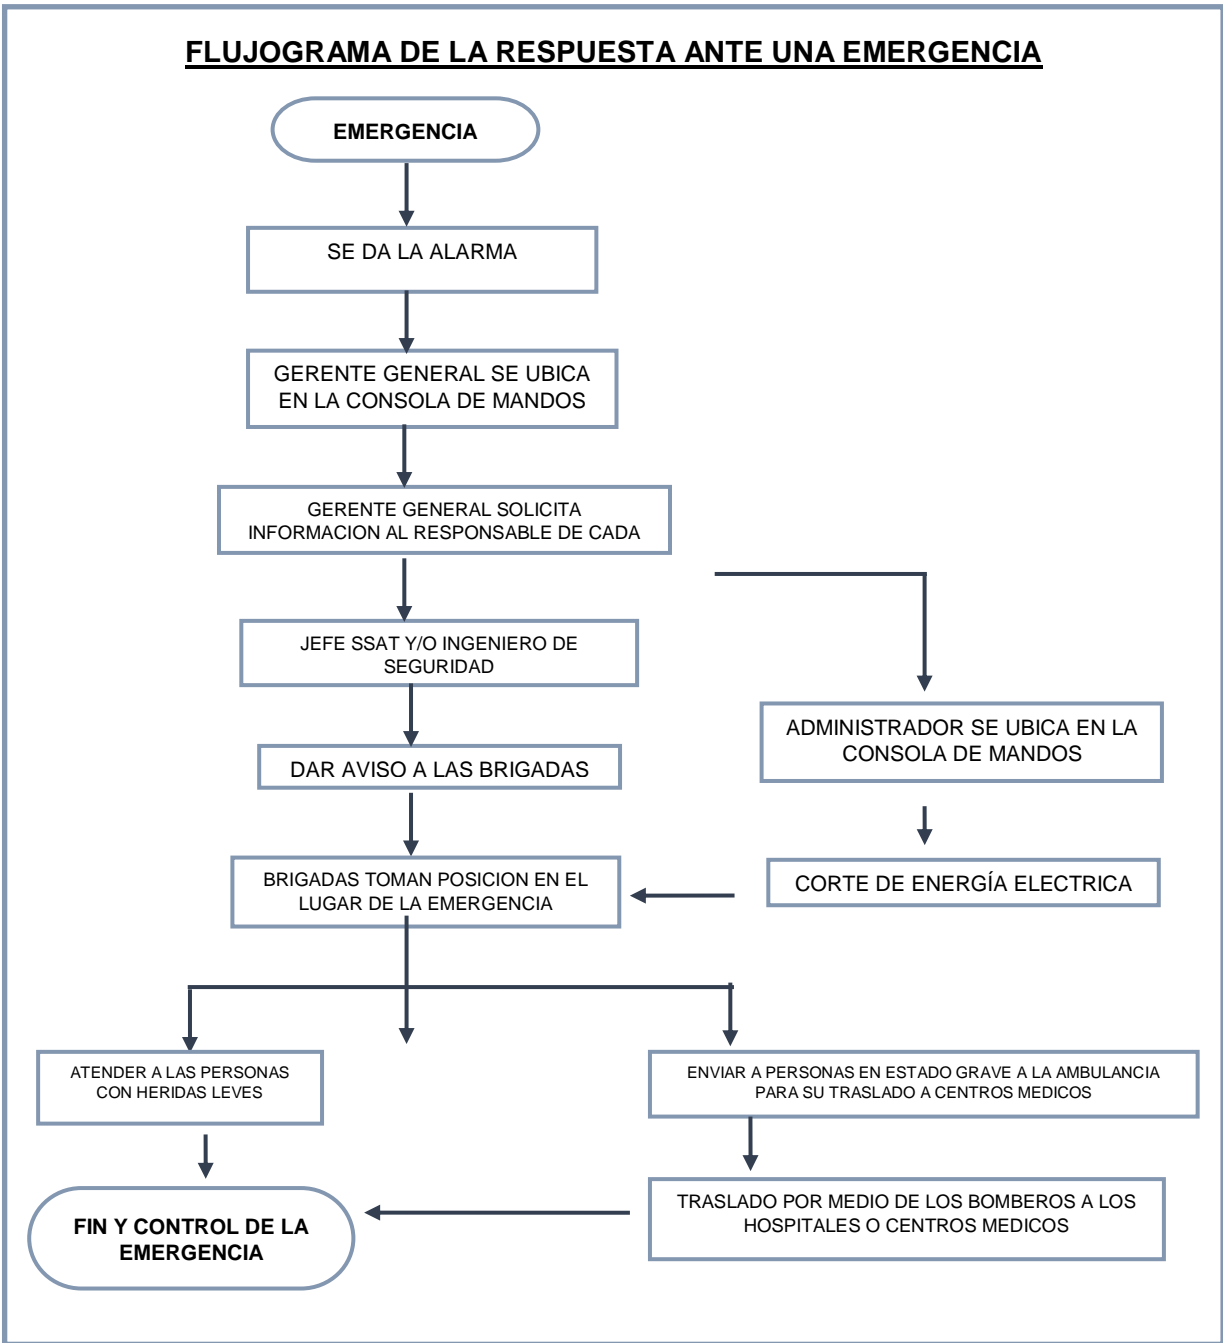 FLUJOGRAMA DE LA RESPUESTA ANTE UNA EMERGENCIA
EMERGENCIA
SE DA LA ALARMA
GERENTE GENERAL SE UBICA
EN LA CONSOLA DE MANDOS
GERENTE GENERAL SOLICITA
INFORMACION AL RESPONSABLE DE CADA
JEFE SSAT Y/O INGENIERO DE
SEGURIDAD
ADMINISTRADOR SE UBICA EN LA
CONSOLA DE MANDOS
DAR AVISO A LAS BRIGADAS
BRIGADAS TOMAN POSICION EN EL
LUGAR DE LA EMERGENCIA
CORTE DE ENERGÍA ELECTRICA
ATENDER A LAS PERSONAS
CON HERIDAS LEVES
ENVIAR A PERSONAS EN ESTADO GRAVE A LA AMBULANCIA
PARA SU TRASLADO A CENTROS MEDICOS
TRASLADO POR MEDIO DE LOS BOMBEROS A LOS
HOSPITALES O CENTROS MEDICOS
FIN Y CONTROL DE LA
EMERGENCIA